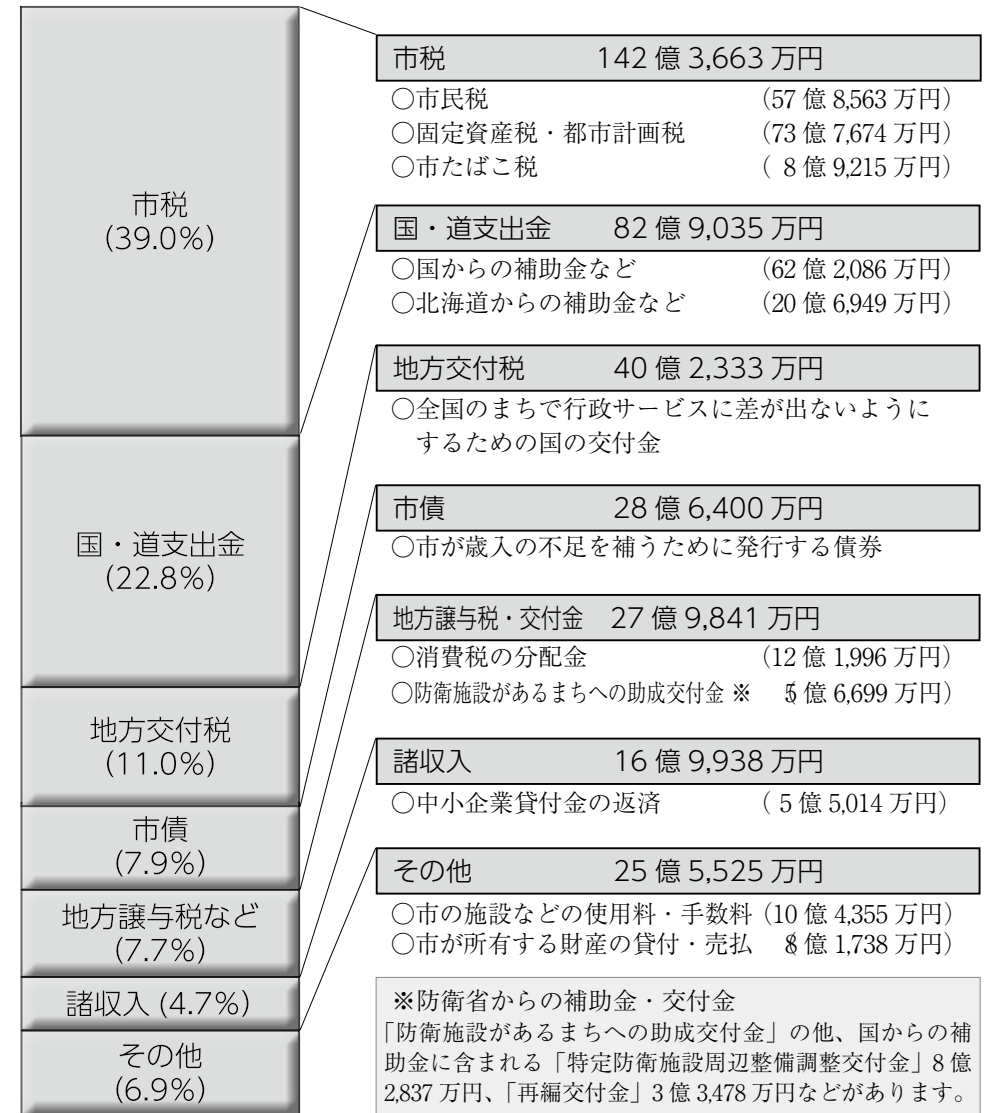 市税
(39.0%)
国・道支出金
(22.8%)
地方交付税
(11.0%)
市債
(7.9%)
地方譲与税など
(7.7%)
諸収入 (4.7%)
その他
(6.9%)
市税 142 億 3,663 万円
○市民税 (57 億 8,563 万円)
○固定資産税・都市計画税 (73 億 7,674 万円)
○市たばこ税 ( 8 億 9,215 万円)
国・道支出金 82 億 9,035 万円
○国からの補助金など (62 億 2,086 万円)
○北海道からの補助金など (20 億 6,949 万円)
地方交付税 40 億 2,333 万円
○全国のまちで行政サービスに差が出ないように
するための国の交付金
市債 28 億 6,400 万円
○市が歳入の不足を補うために発行する債券
地方譲与税・交付金 27 億 9,841 万円
○消費税の分配金 (12 億 1,996 万円)
○防衛施設があるまちへの助成交付金 ※ (5 億 6,699 万円)
諸収入 16 億 9,938 万円
○中小企業貸付金の返済 ( 5 億 5,014 万円)
その他 25 億 5,525 万円
○市の施設などの使用料・手数料 (10 億 4,355 万円)
○市が所有する財産の貸付・売払 (8 億 1,738 万円)
※防衛省からの補助金・交付金
「防衛施設があるまちへの助成交付金」の他、国からの補
助金に含まれる「特定防衛施設周辺整備調整交付金」8 億
2,837 万円、「再編交付金」3 億 3,478 万円などがあります。